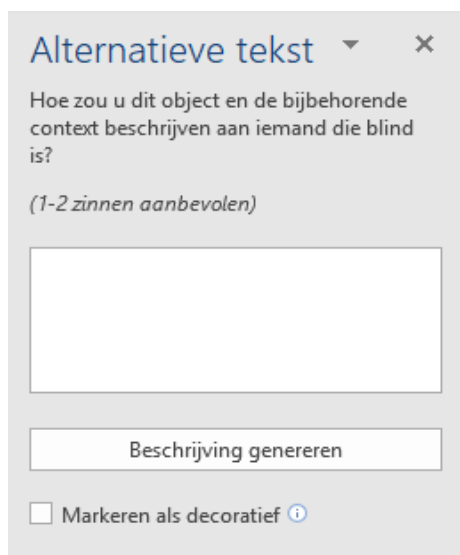 Alternatieve tekst
Hoe zou u dit object en de bijbehorende
context beschrijven aan iemand die blind
is?
(1-2 zinnen aanbevolen)
Beschrijving genereren
Markeren als decoratief